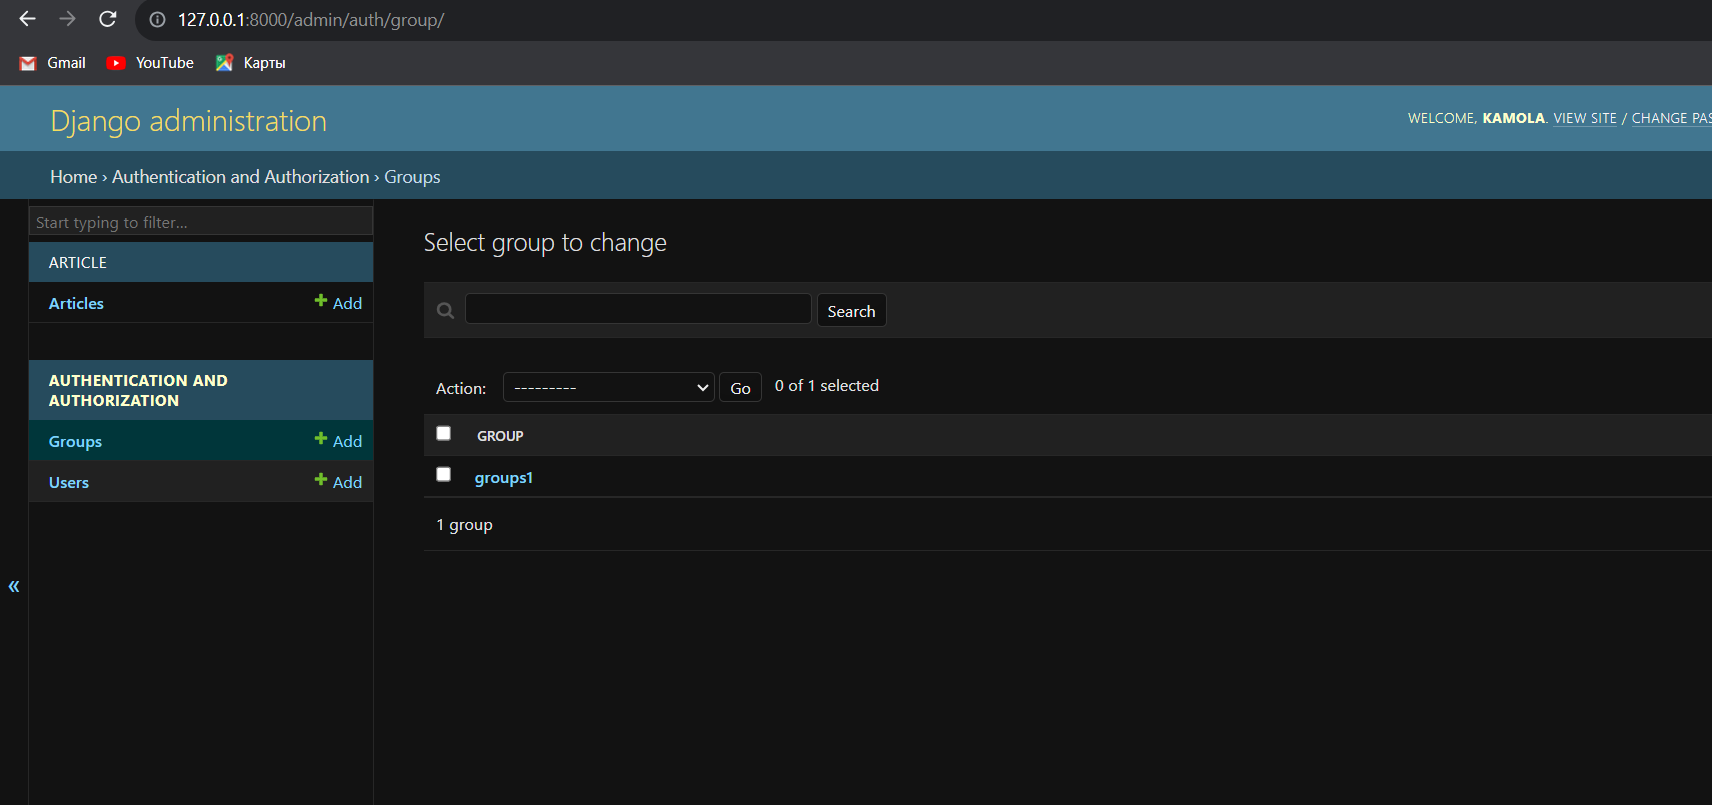 127.0.0.1:8000/admin/auth/group/
Gmail YouTube Карты
Django administration
WELCOME, KAMOLA. VIEW SITE / CHANGE PAS
Home › Authentication and Authorization › Groups
Start typing to filter...
ARTICLE
Articles + Add
AUTHENTICATION AND
AUTHORIZATION
Groups + Add
Users + Add
«
Select group to change
Search
Action: --------- Go 0 of 1 selected
GROUP
groups1
1 group